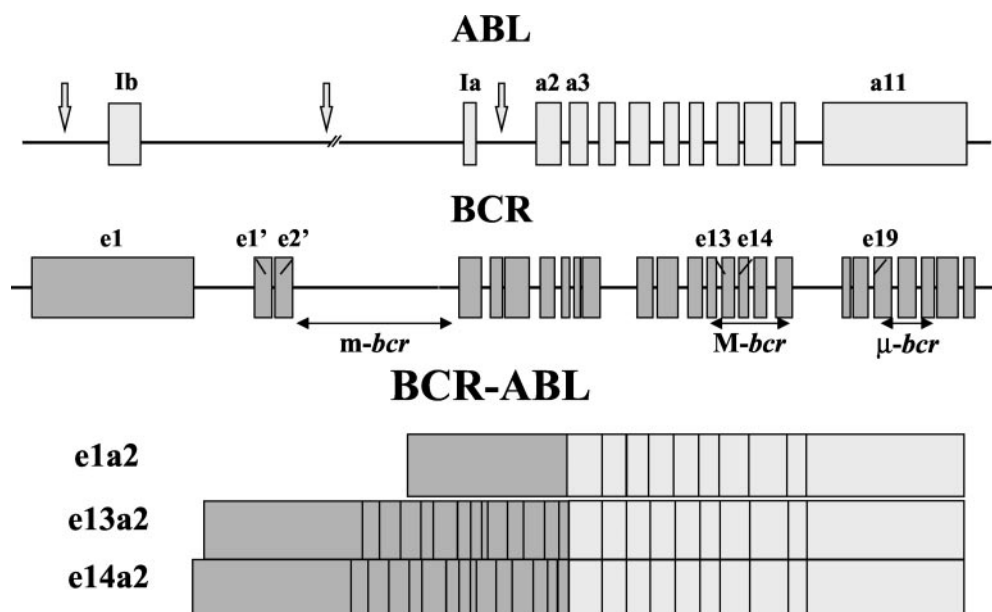 ABL
Ib Ia a2 a3 a11
BCR
e1 e1’ e2’ e13 e14 e19
m-bcr M-bcr μ-bcr
BCR-ABL
e1a2
e13a2
e14a2